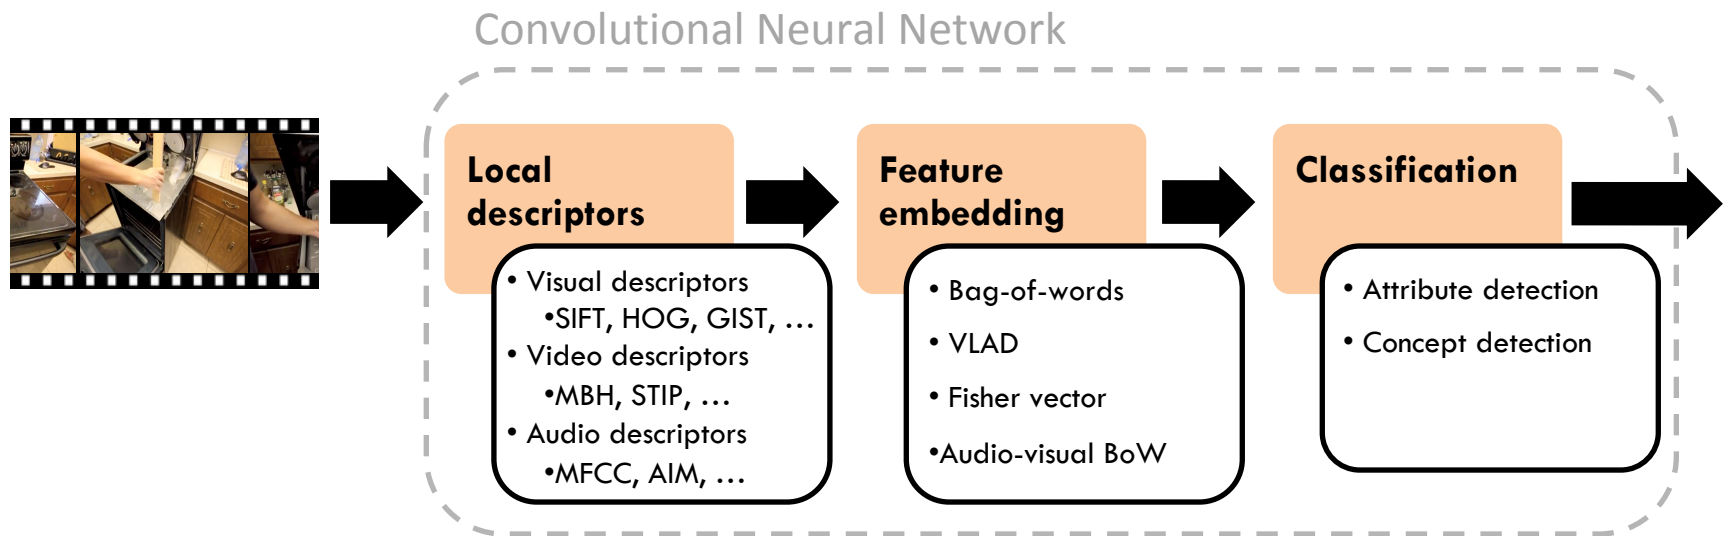 Convolutional Neural Network
Local
descriptors
• Visual descriptors
•SIFT, HOG, GIST, …
• Video descriptors
•MBH, STIP, …
• Audio descriptors
•MFCC, AIM, …
Feature
embedding
• Bag-of-words
• VLAD
• Fisher vector
•Audio-visual BoW
Classification
• Attribute detection
• Concept detection